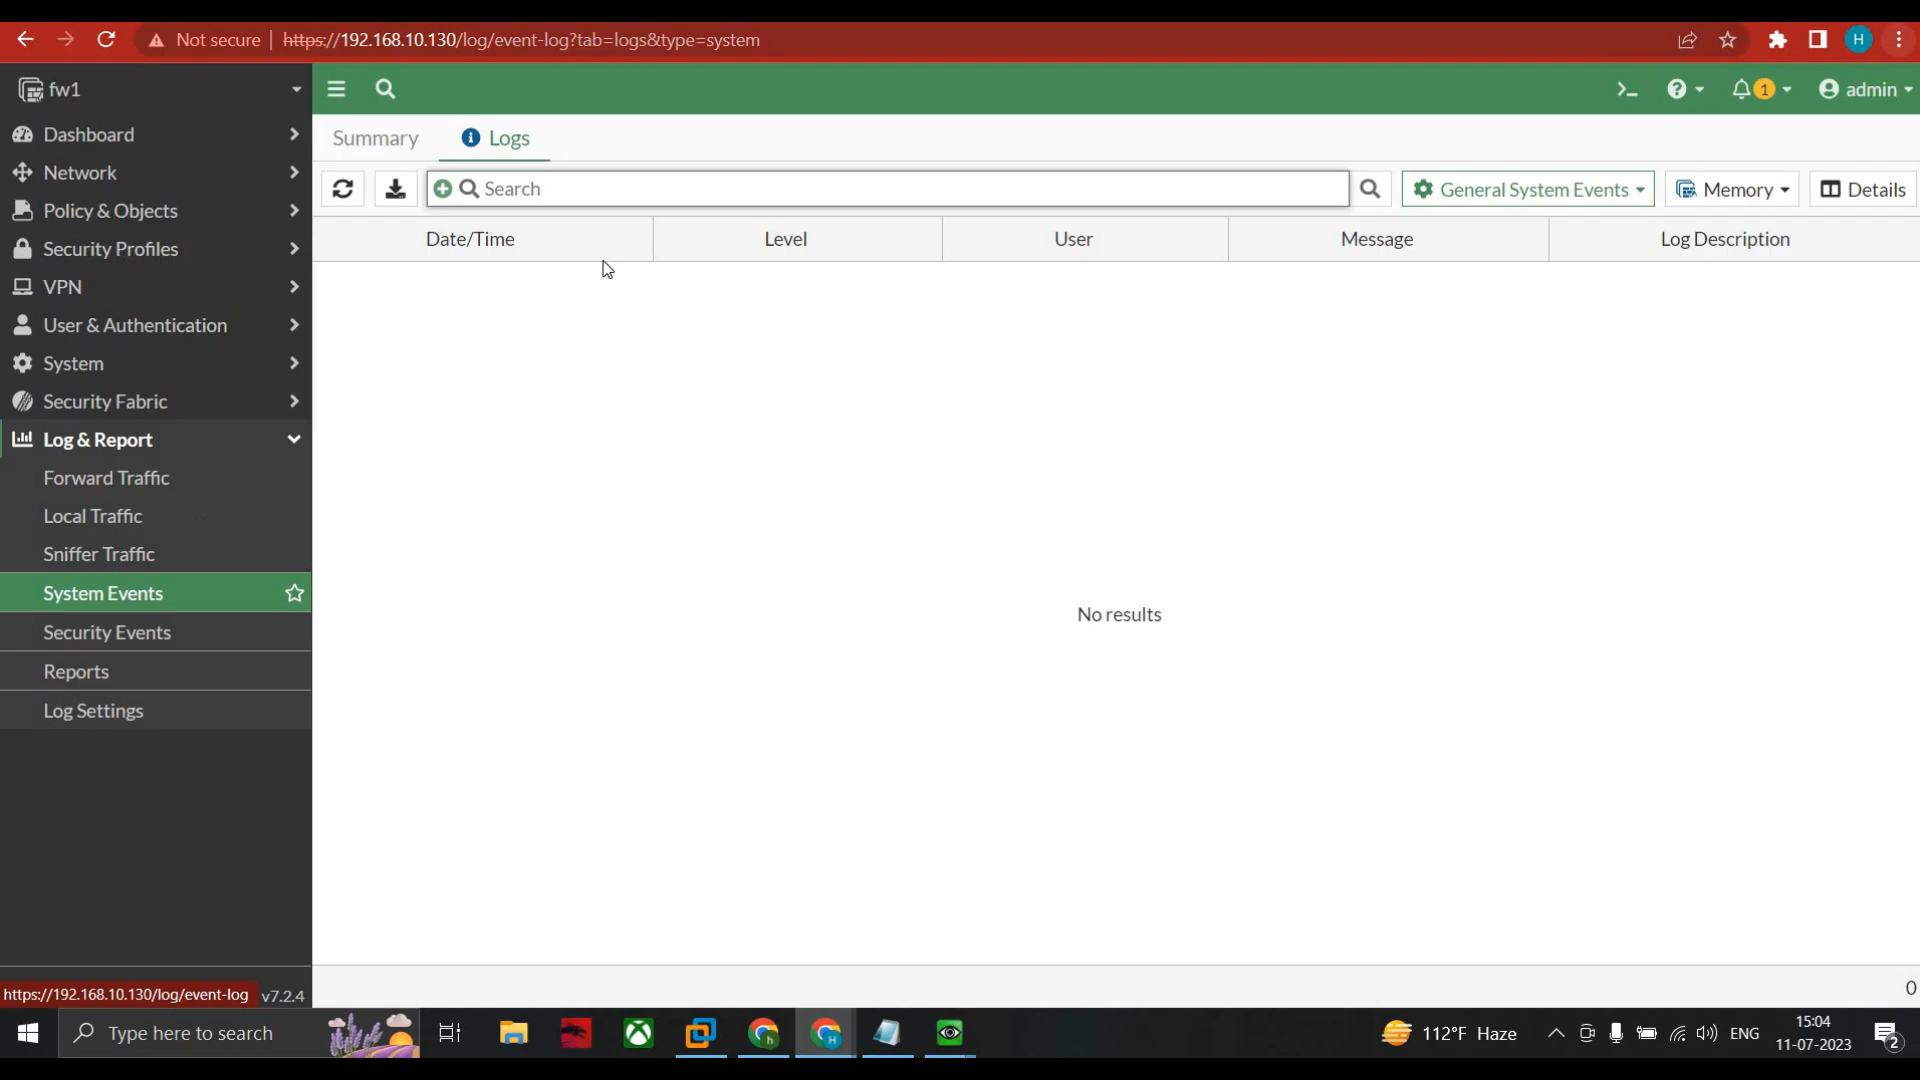 Not secure | https://192.168.10.130/log/event-log?tab=logs&type=system
H
fw1
1
admin
Dashboard
Network
Policy & Objects
Security Profiles
VPN
User & Authentication
System
Security Fabric
Log & Report
Forward Traffic
Local Traffic
Sniffer Traffic
System Events
Security Events
Reports
Log Settings
Summary
Logs
Search
General System Events
Memory
Details
Date/Time Level User Message Log Description
No results
0
https://192.168.10.130/log/event-log v7.2.4
Type here to search
h
H
112°F Haze
ENG
15:04
11-07-2023
2